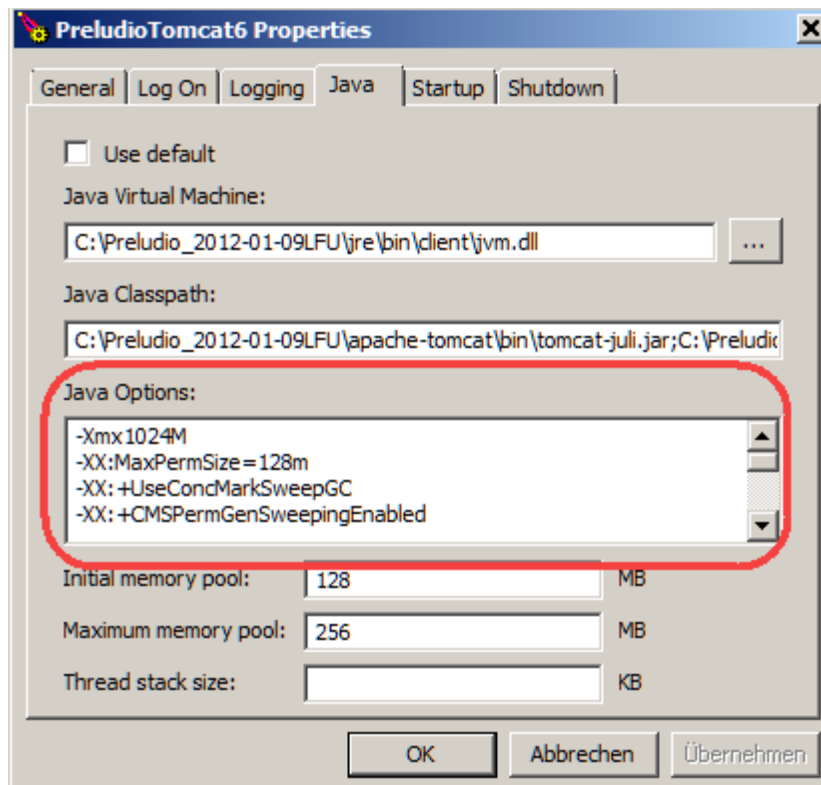 PreludioTomcat6 Properties
General Log On Logging Java Startup Shutdown
Use default
Java Virtual Machine:
C:\Preludio_2012-01-09LFU\jre\bin\client\jvm.dll
...
Java Classpath:
C:\Preludio_2012-01-09LFU\apache-tomcat\bin\tomcat-juli.jar;C:\Preludic
Java Options:
-Xmx1024M
-XX:MaxPermSize=128m
-XX:+UseConcMarkSweepGC
-XX:+CMSPermGenSweepingEnabled
Initial memory pool: 128 MB
Maximum memory pool: 256 MB
Thread stack size: KB
OK Abbrechen Übernehmen